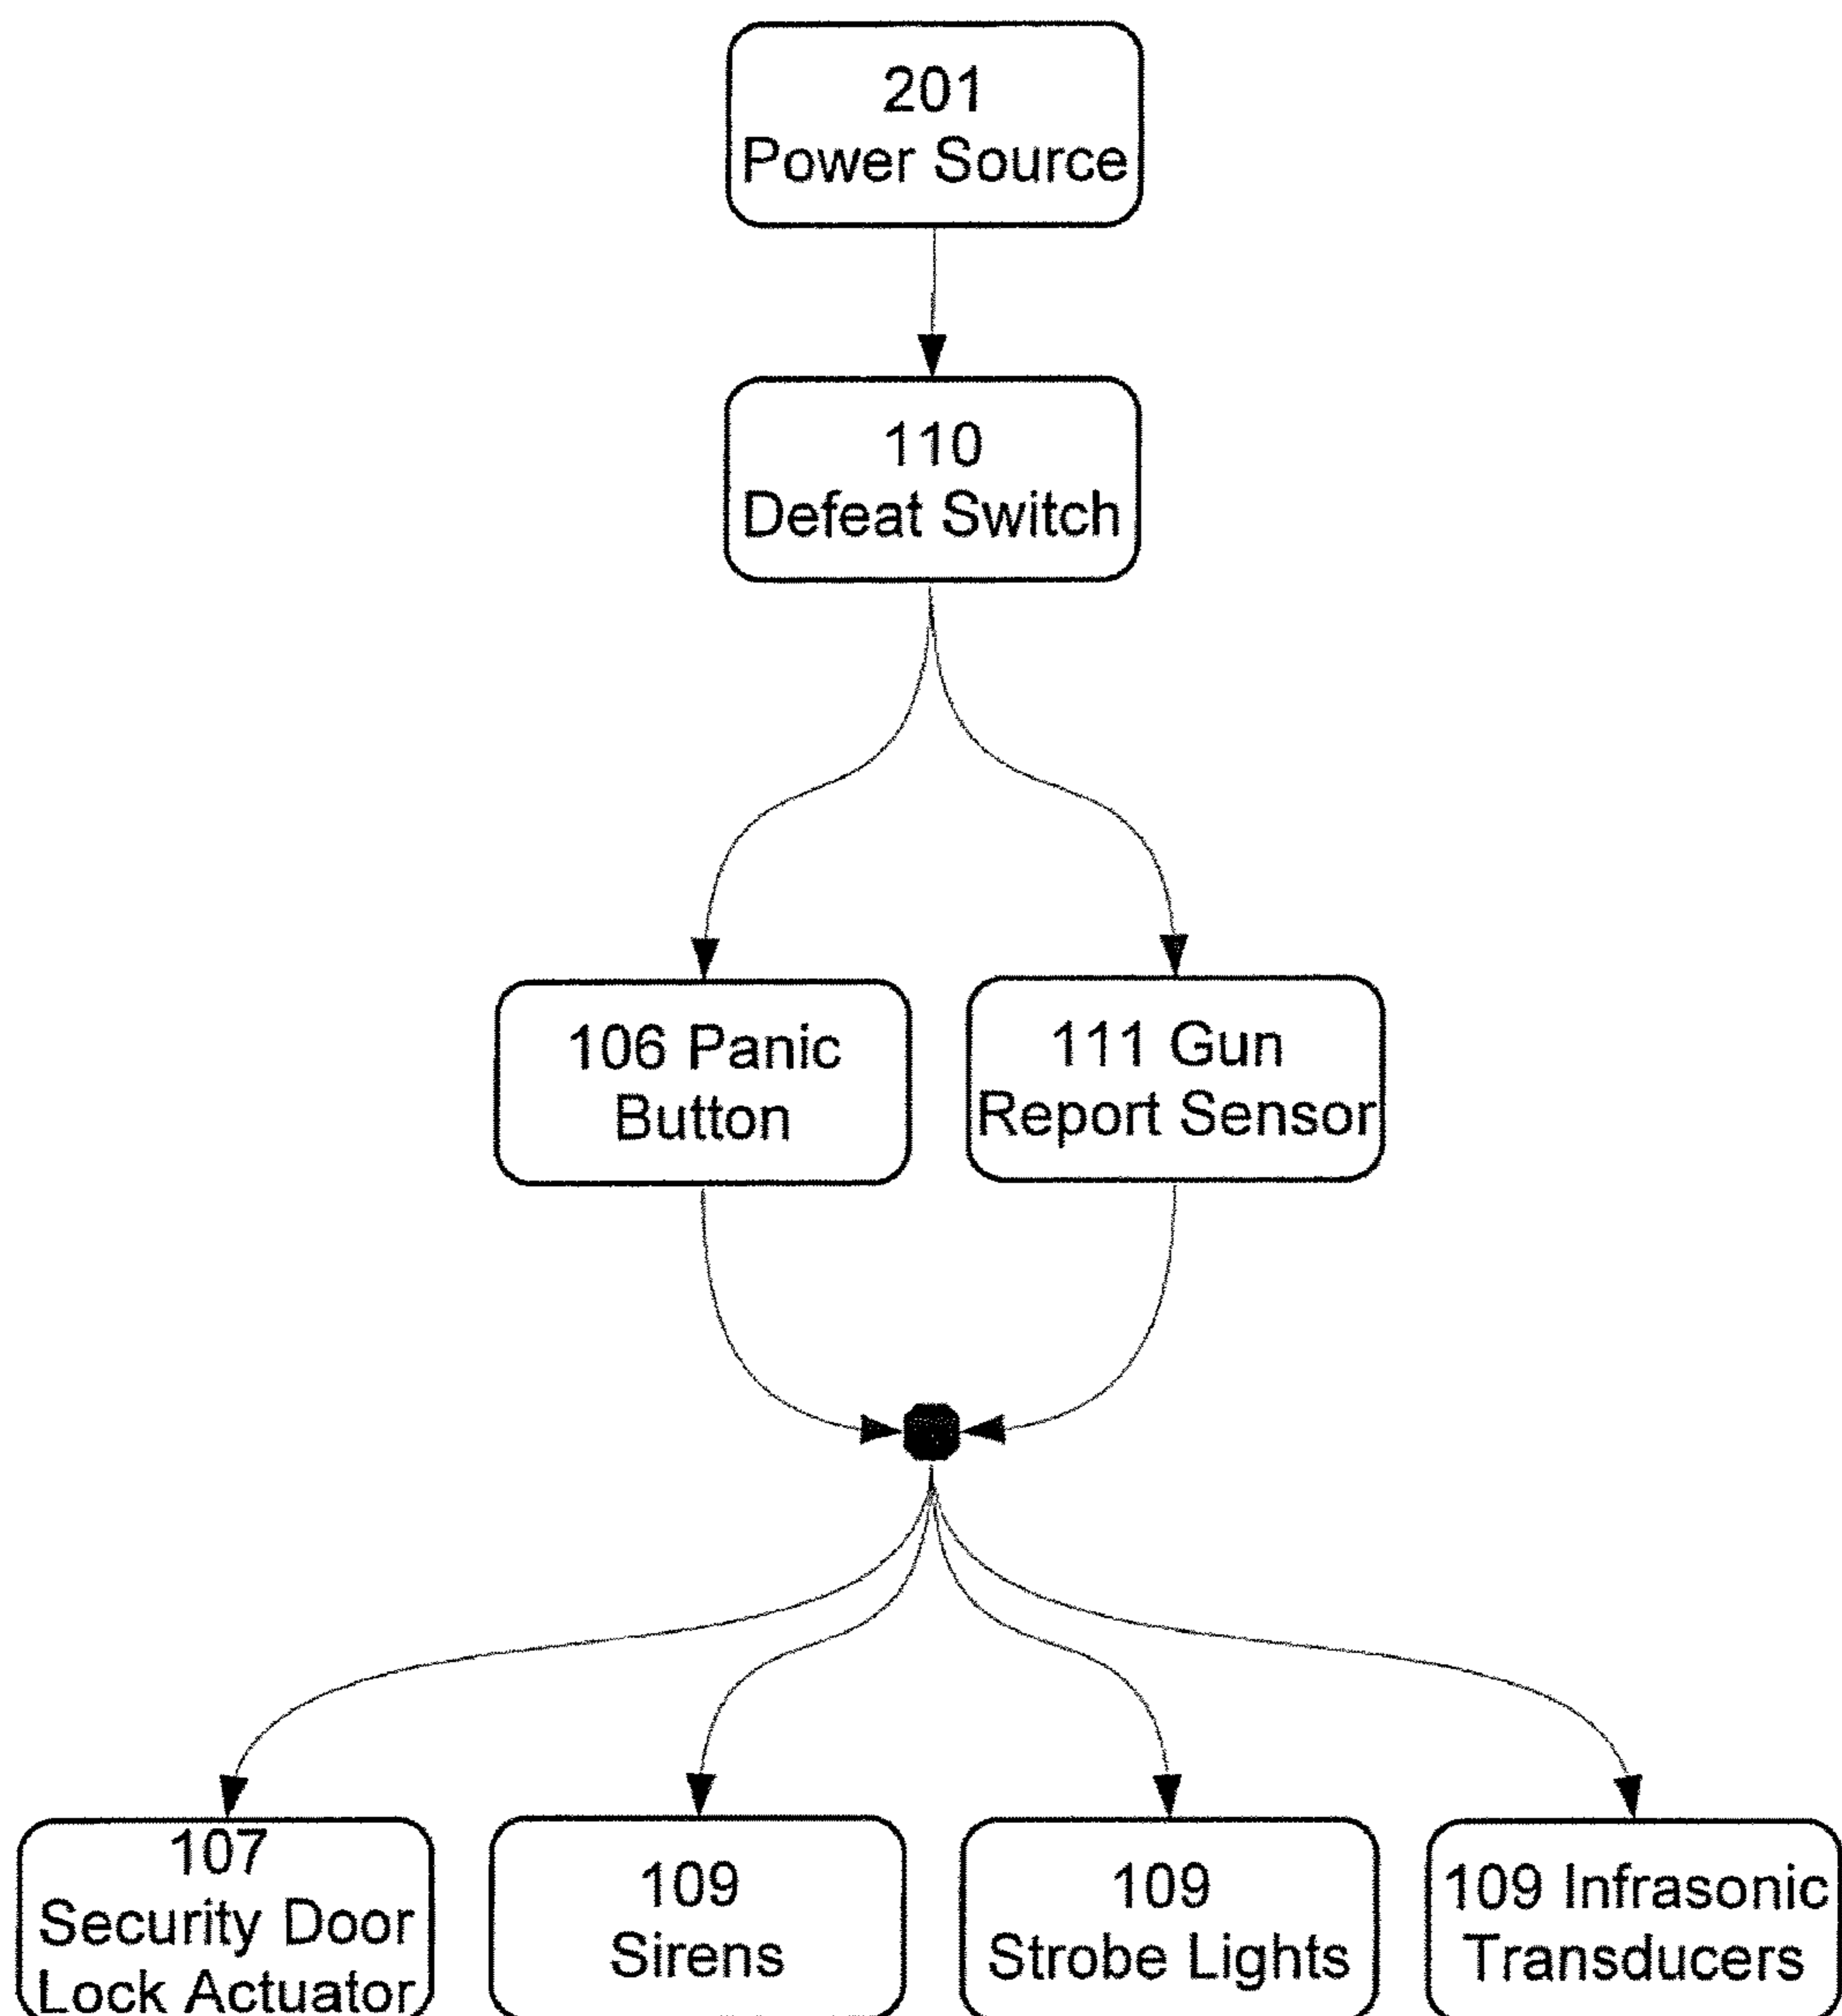 201
Power Source
110
Defeat Switch
106 Panic
Button
111 Gun
Report Sensor
107
Security Door
Lock Actuator
109
Sirens
109
Strobe Lights
109 Infrasonic
Transducers